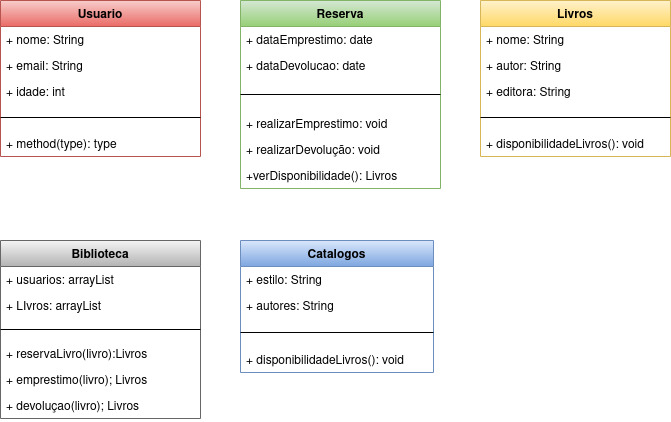 Usuario
+ nome: String
+ email: String
+ idade: int
+ method(type): type
Reserva
+ dataEmprestimo: date
+ dataDevolucao: date
+ realizarEmprestimo: void
+ realizarDevolução: void
+verDisponibilidade(): Livros
Livros
+ nome: String
+ autor: String
+ editora: String
+ disponibilidadeLivros(): void
Biblioteca
+ usuarios: arrayList
+ LIvros: arrayList
+ reservaLivro(livro):Livros
+ emprestimo(livro); Livros
+ devoluçao(livro); Livros
Catalogos
+ estilo: String
+ autores: String
+ disponibilidadeLivros(): void